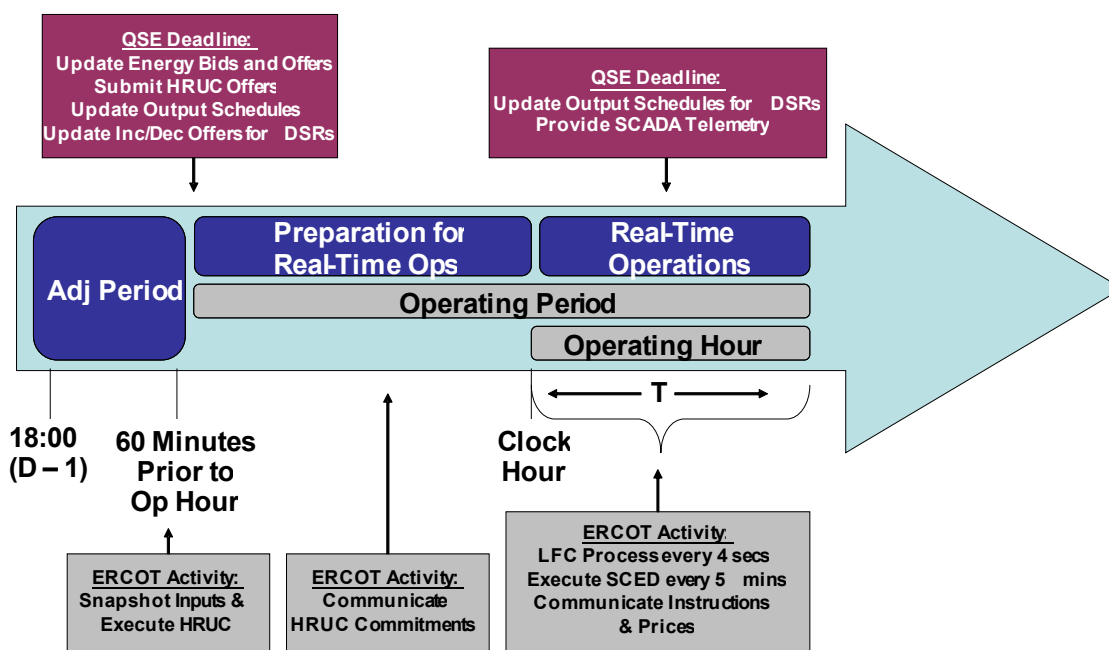 QSE Deadline:
Update Energy Bids and Offers
Submit HRUC Offers
Update Output Schedules
Update Inc/Dec Offers for DSRs
QSE Deadline:
Update Output Schedules for DSRs
Provide SCADA Telemetry
Adj Period
Preparation for
Real-Time Ops
Real-Time
Operations
Operating Period
Operating Hour
T
18:00
(D – 1)
60 Minutes
Prior to
Op Hour
Clock
Hour
ERCOT Activity:
Snapshot Inputs &
Execute HRUC
ERCOT Activity:
Communicate
HRUC Commitments
ERCOT Activity:
LFC Process every 4 secs
Execute SCED every 5 mins
Communicate Instructions
& Prices